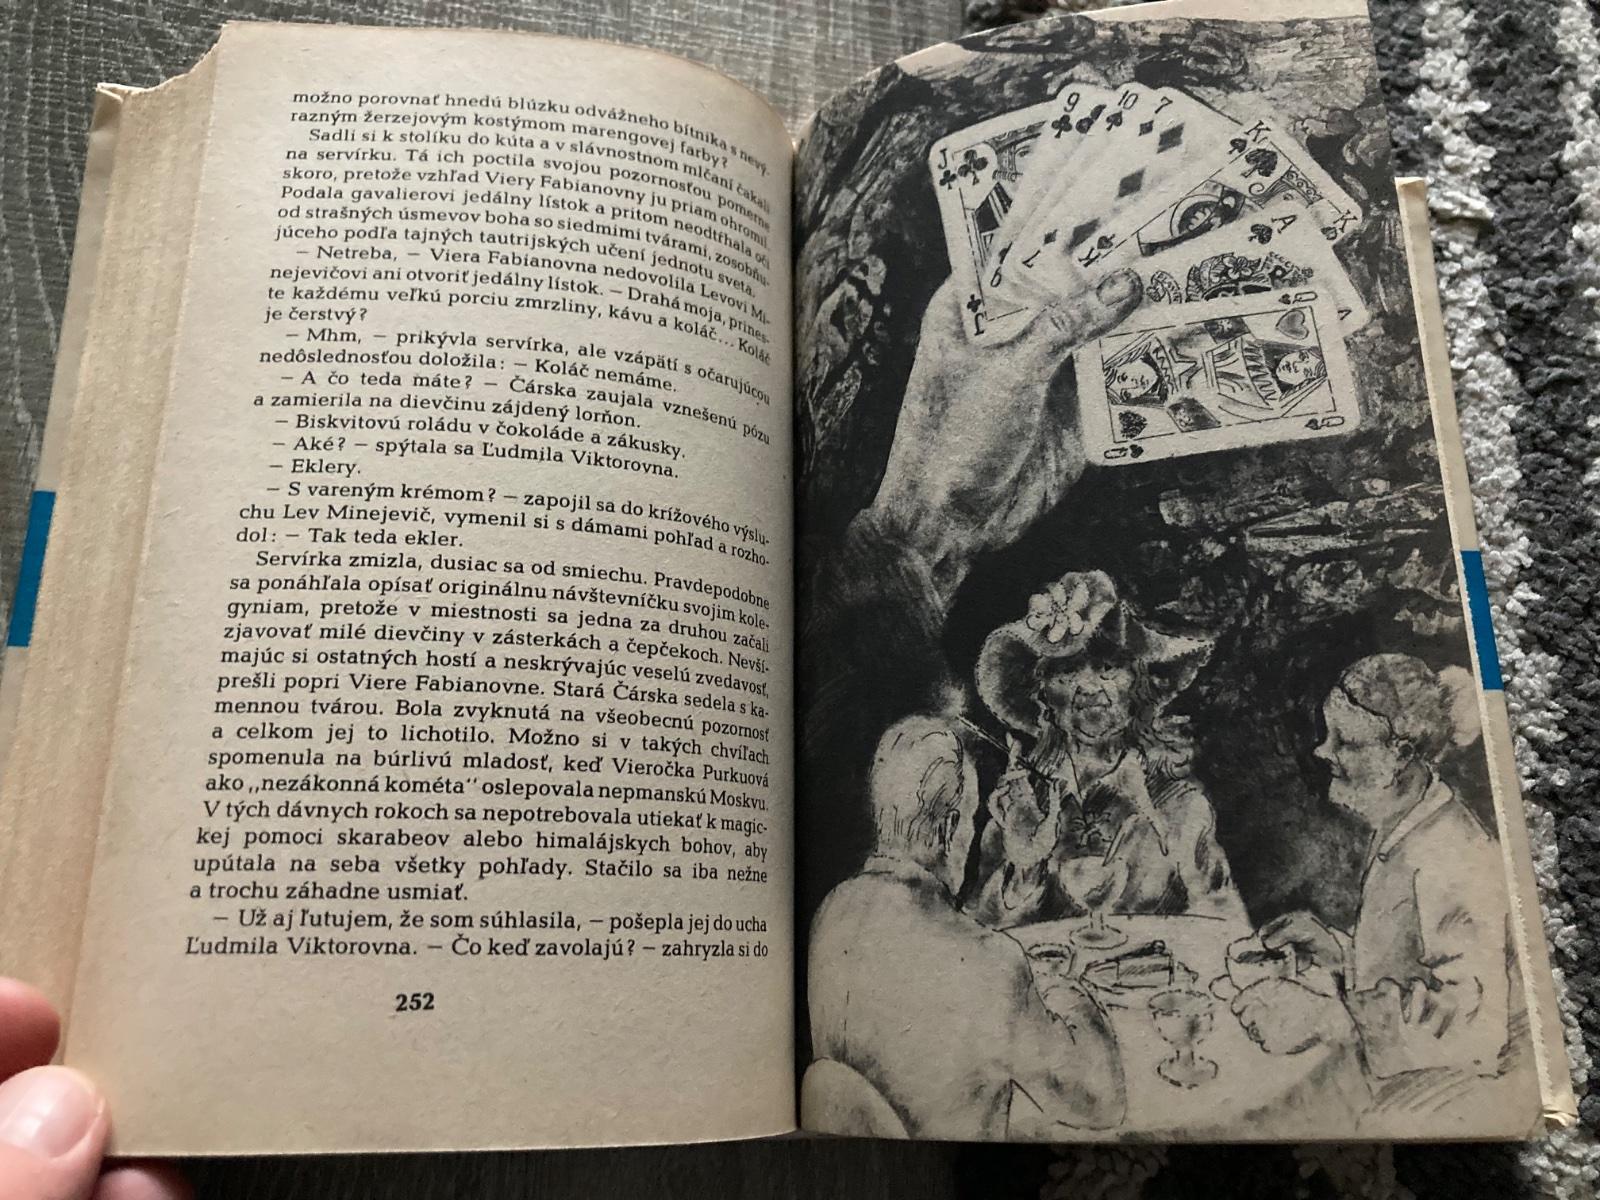 možno porovnať hnedú blúzku odvážneho bítnika s nevý-
razným žerzejovým kostýmom marengovej farby?
Sadli si k stolíku do kúta a v slávnostnom mlčaní čakali
na servírku. Tá ich poctila svojou pozornosťou pomerne
skoro, pretože vzhľad Viery Fabianovny ju priam ohromil.
Podala gavalierovi jedálny lístok a pritom neodtŕhala oči
od strašných úsmevov boha so siedmimi tvárami, zosobňu-
júceho podľa tajných tautrijských učení jednotu sveta.
— Netreba, — Viera Fabianovna nedovolila Levovi Mi-
nejevičovi ani otvoriť jedálny lístok. — Drahá moja, prines-
te každému veľkú porciu zmrzliny, kávu a koláč... Koláč
je čerstvý?
— Mhm, — prikývla servírka, ale vzápätí s očarujúcou
nedôslednosťou doložila: — Koláč nemáme.
— A čo teda máte? — Čárska zaujala vznešenú pózu
a zamierila na dievčinu zájdený lorňon.
— Biskvitovú roládu v čokoláde a zákusky.
— Aké? — spýtala sa Ľudmila Viktorovna.
— Eklery.
— S vareným krémom? — zapojil sa do krížového výslu-
chu Lev Minejevič, vymenil si s dámami pohľad a rozho-
dol: — Tak teda ekler.
Servírka zmizla, dusiac sa od smiechu. Pravdepodobne
sa ponáhľala opísať originálnu návštevníčku svojim kole-
gyniam, pretože v miestnosti sa jedna za druhou začali
zjavovať milé dievčiny v zásterkách a čepčekoch. Nevší-
majúc si ostatných hostí a neskrývajúc veselú zvedavosť,
prešli popri Viere Fabianovne. Stará Čárska sedela s ka-
mennou tvárou. Bola zvyknutá na všeobecnú pozornosť
a celkom jej to lichotilo. Možno si v takých chvíľach
spomenula na búrlivú mladosť, keď Vieročka Purkuová
ako „nezákonná kométa“ oslepovala nepmanskú Moskvu.
V tých dávnych rokoch sa nepotrebovala utiekať k magic-
kej pomoci skarabeov alebo himalájskych bohov, aby
upútala na seba všetky pohľady. Stačilo sa iba nežne
a trochu záhadne usmiať.
— Už aj ľutujem, že som súhlasila, — pošepla jej do ucha
Ľudmila Viktorovna. — Čo keď zavolajú? — zahryzla si do
252
J
9
10
7
K
K
A
J
Q
Q
Q